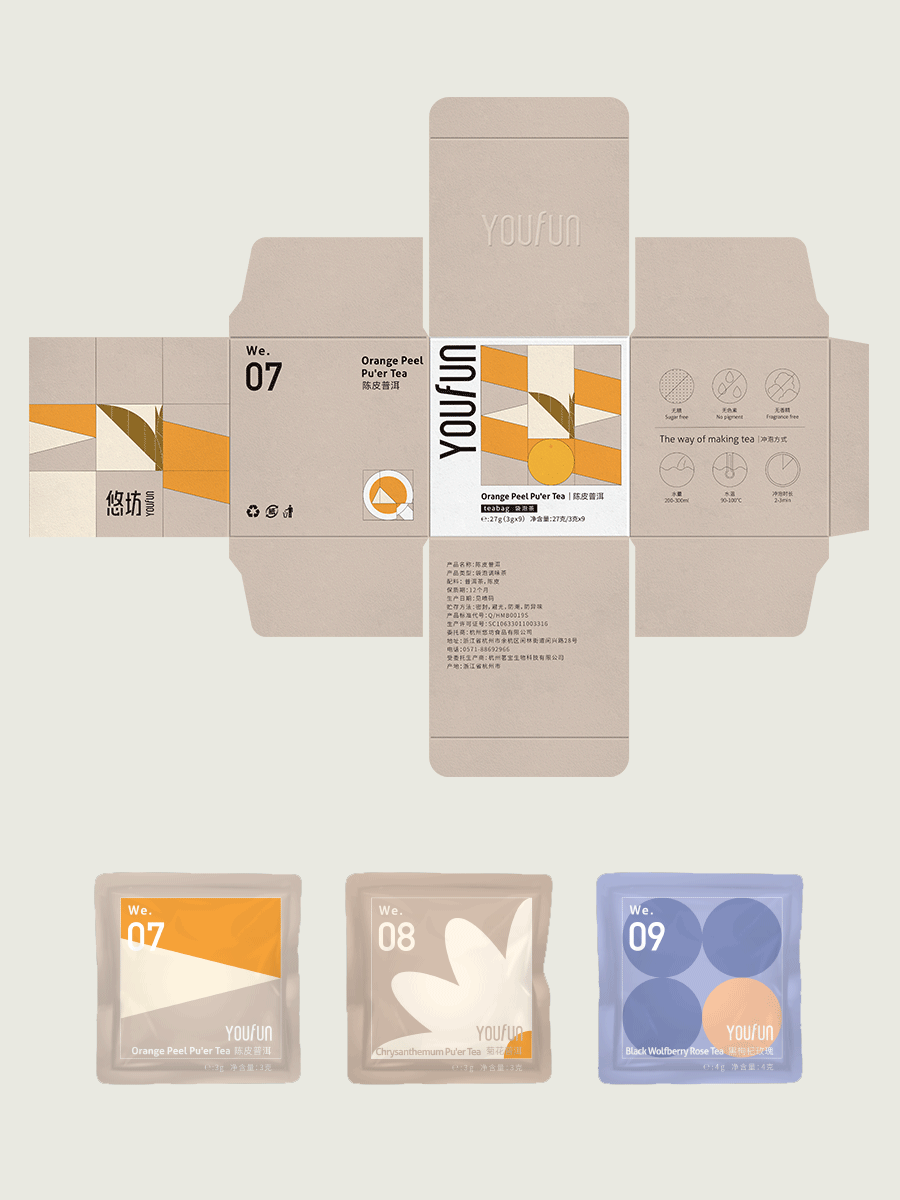 YOUFUN
We.
07
Orange Peel
Pu'er Tea
陈皮普洱
悠坊
YOUFUN
YOUFUN
Orange Peel Pu'er Tea | 陈皮普洱
teabag 袋泡茶
℮:27g(3g×9) 净含量:27克/3克×9
无糖
Sugar free
无色素
No pigment
无香精
Fragrance free
The way of making tea | 冲泡方式
水量
200-300ml
水温
90-100℃
冲泡时长
2-3min
产品名称:陈皮普洱
产品类型:袋泡调味茶
配料: 普洱茶,陈皮
保质期:12个月
生产日期:见喷码
贮存方法:密封,避光,防潮,防异味
产品标准代号:Q/HMB0019S
生产许可证号:SC10633011003316
委托商:杭州悠坊食品有限公司
地址:浙江省杭州市余杭区闲林街道闲兴路28号
电话:0571-88692966
受委托生产商:杭州茗宝生物科技有限公司
产地:浙江省杭州市
We.
07
YOUFUN
Orange Peel Pu'er Tea 陈皮普洱
℮:3g 净含量:3克
We.
08
YOUFUN
Chrysanthemum Pu'er Tea 菊花普洱
℮:3g 净含量:3克
We.
09
YOUFUN
Black Wolfberry Rose Tea 黑枸杞玫瑰
℮:4g 净含量:4克